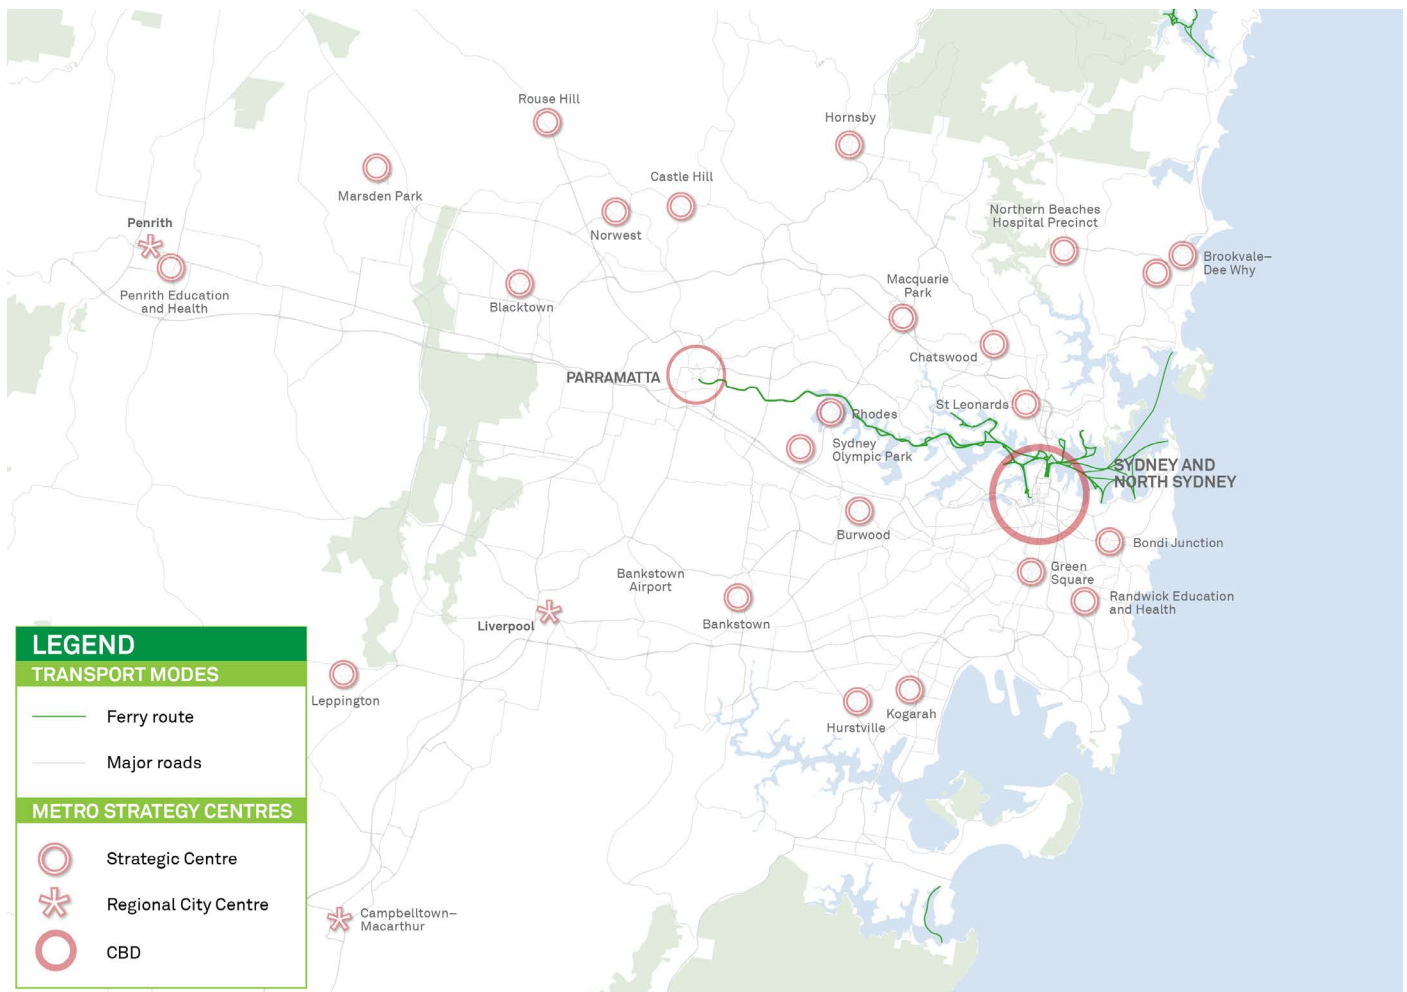 Rouse Hill
Hornsby
Marsden Park
Castle Hill
Norwest
Penrith
Northern Beaches
Hospital Precinct
Brookvale–
Dee Why
Penrith Education
and Health
Blacktown
Macquarie
Park
Chatswood
PARRAMATTA
St Leonards
Rhodes
Sydney
Olympic Park
SYDNEY AND
NORTH SYDNEY
Burwood
Bondi Junction
Green
Square
Bankstown
Airport
Randwick Education
and Health
Bankstown
Liverpool
Leppington
Kogarah
Hurstville
Campbelltown–
Macarthur
LEGEND
TRANSPORT MODES
Ferry route
Major roads
METRO STRATEGY CENTRES
Strategic Centre
Regional City Centre
CBD